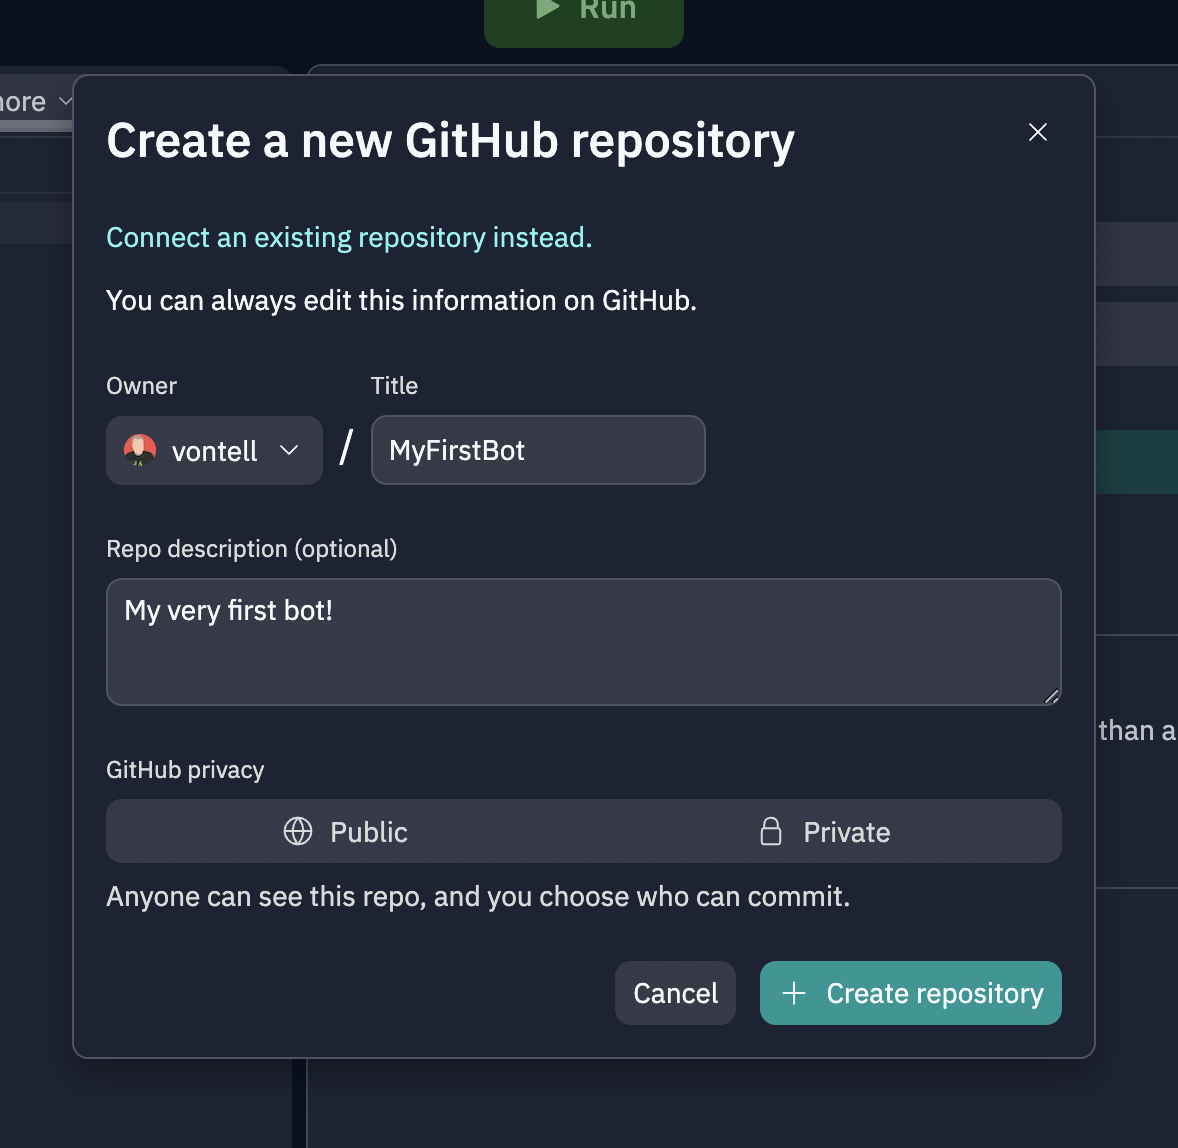 Run
Create a new GitHub repository
Connect an existing repository instead.
You can always edit this information on GitHub.
Owner
Title
vontell / MyFirstBot
Repo description (optional)
My very first bot!
GitHub privacy
Public
Private
Anyone can see this repo, and you choose who can commit.
than a
Cancel
+ Create repository